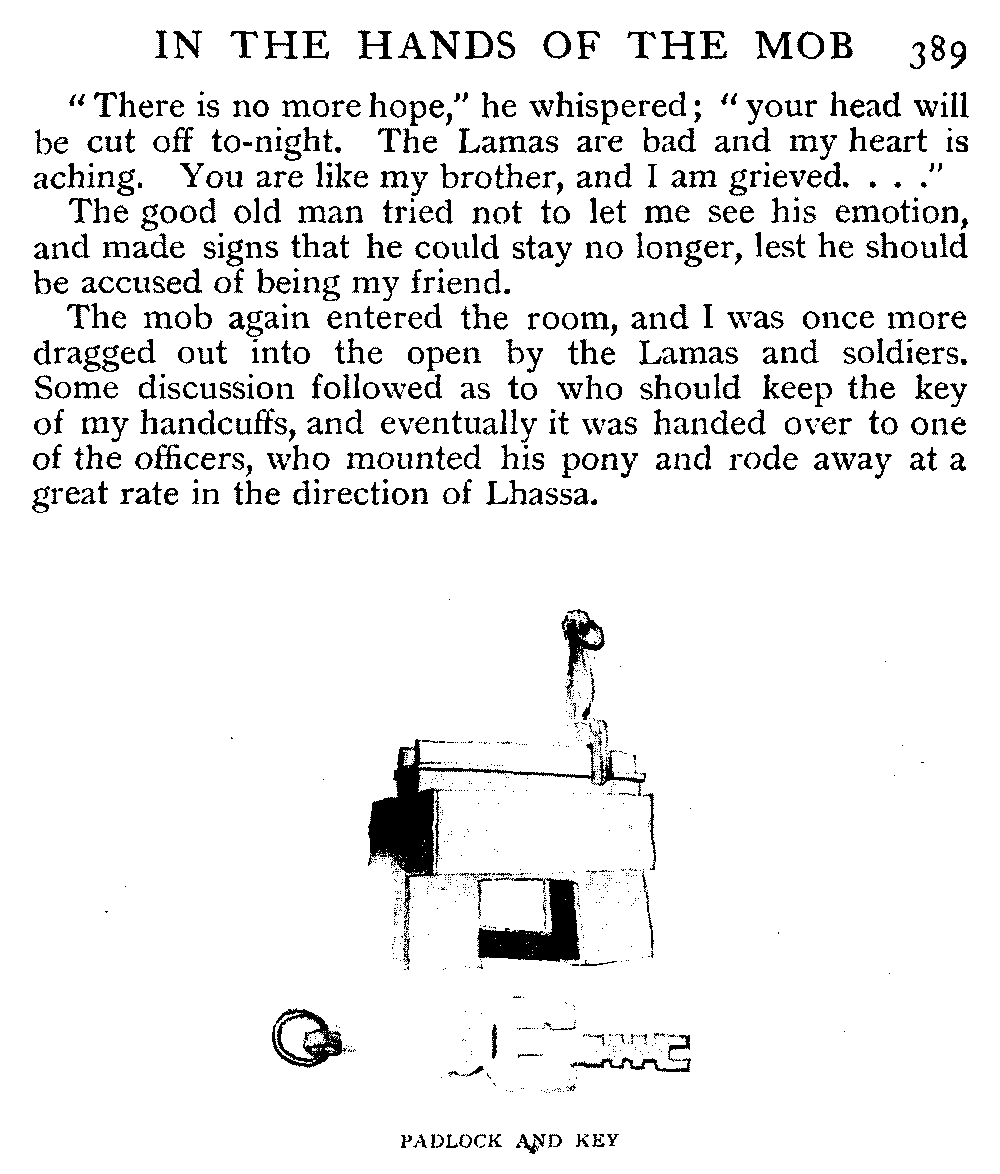 IN THE HANDS OF THE MOB 389
“There is no more hope,” he whispered; “your head will
be cut off to-night. The Lamas are bad and my heart is
aching. You are like my brother, and I am grieved. . . .”
The good old man tried not to let me see his emotion,
and made signs that he could stay no longer, lest he should
be accused of being my friend.
The mob again entered the room, and I was once more
dragged out into the open by the Lamas and soldiers.
Some discussion followed as to who should keep the key
of my handcuffs, and eventually it was handed over to one
of the officers, who mounted his pony and rode away at a
great rate in the direction of Lhassa.
PADLOCK AND KEY